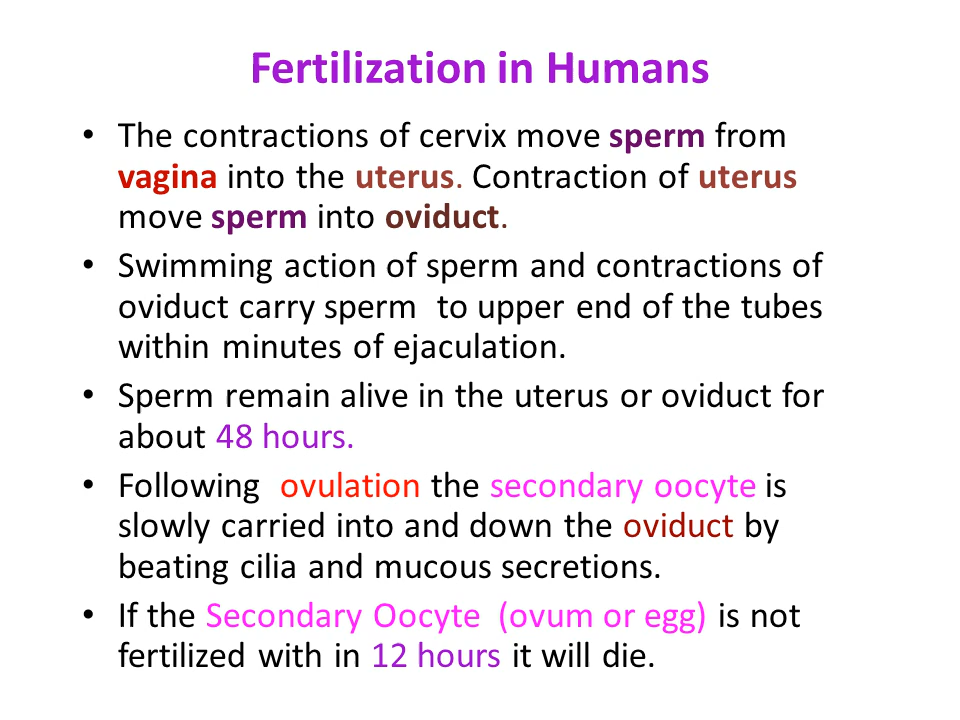 Fertilization in Humans
• The contractions of cervix move sperm from
vagina into the uterus. Contraction of uterus
move sperm into oviduct.
• Swimming action of sperm and contractions of
oviduct carry sperm  to upper end of the tubes
within minutes of ejaculation.
• Sperm remain alive in the uterus or oviduct for
about 48 hours.
• Following  ovulation the secondary oocyte is
slowly carried into and down the oviduct by
beating cilia and mucous secretions.
• If the Secondary Oocyte  (ovum or egg) is not
fertilized with in 12 hours it will die.